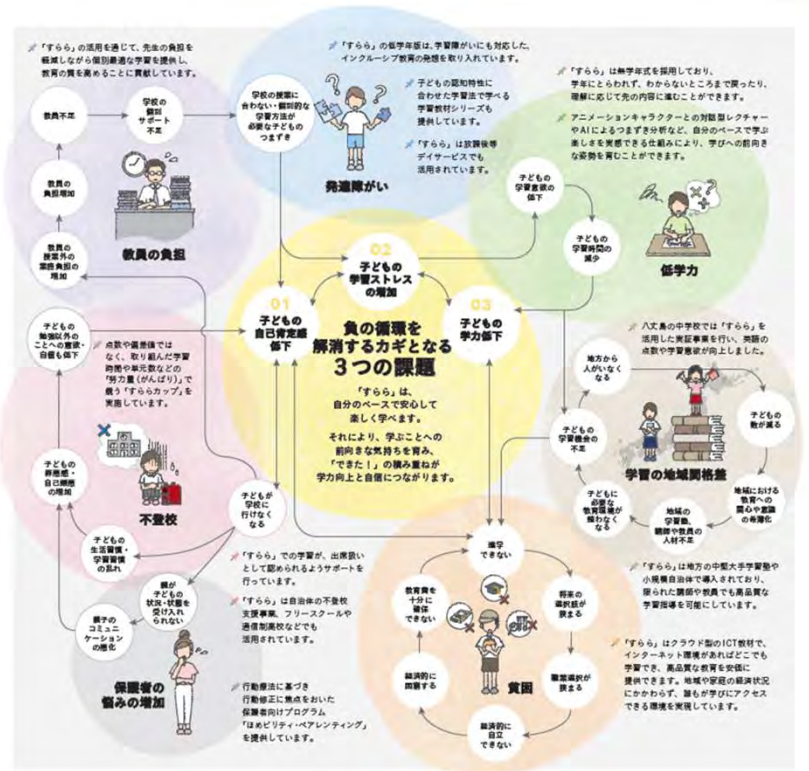 「すらら」の活用を通じて、先生の負担を
軽減しながら個別最適な学習を提供し、
教育の質を高めることに貢献しています。
教員不足
学校の
個別
サポート
不足
教員の
負担増加
教員の
授業外の
業務負担の
増加
教員の負担
「すらら」の低学年版は、学習障がいにも対応した、
インクルーシブ教育の発想を取り入れています。
学校の授業に
合わない・個別的な
学習方法が
必要な子どもの
つまずき
子どもの認知特性に
合わせた学習法で学べる
学習教材シリーズも
提供しています。
「すらら」は放課後等
デイサービスでも
活用されています。
発達障がい
「すらら」は無学年式を採用しており、
学年にとらわれず、わからないところまで戻ったり、
理解に応じて先の内容に進むことができます。
アニメーションキャラクターとの対話型レクチャー
やAIによるつまずき分析など、自分のペースで学ぶ
楽しさを実感できる仕組みにより、学びへの前向き
な姿勢を育むことができます。
子どもの
学習意欲の
低下
子どもの
学習時間の
減少
低学力
01
子どもの
自己肯定感
低下
02
子どもの
学習ストレス
の増加
03
子どもの
学力低下
負の循環を
解消するカギとなる
3つの課題
「すらら」は、
自分のペースで安心して
楽しく学べます。
それにより、学ぶことへの
前向きな気持ちを育み、
「できた!」の積み重ねが
学力向上と自信につながります。
子どもの
勉強以外の
ことへの意欲・
自信も低下
点数や偏差値では
なく、取り組んだ学習
時間や単元数などの
「努力量(がんばり)」で
競う「すららカップ」を
実施しています。
子どもの
罪悪感・
自己嫌悪
の増加
不登校
子どもが
学校に
行けなくなる
子どもの
生活習慣・
学習習慣
の乱れ
親が
子どもの
状況・状態を
受け入れ
られない
親子の
コミュニ
ケーション
の悪化
保護者の
悩みの増加
「すらら」での学習が、出席扱い
として認められるようサポートを
行っています。
「すらら」は自治体の不登校
支援事業、フリースクールや
通信制高校などでも
活用されています。
行動療法に基づき
行動修正に焦点をおいた
保護者向けプログラム
「ほめビリティ・ペアレンティング」
を提供しています。
八丈島の中学校では「すらら」を
活用した実証事業を行い、英語の
点数や学習意欲が向上しました。
地方から
人がいなく
なる
子どもの
数が減る
子どもの
学習機会の
不足
学習の地域間格差
子どもに
必要な
教育環境が
整わなくなる
地域の
学習塾、
講師や教員の
人材不足
地域における
教育への
関心や意識
の希薄化
「すらら」は地方の中堅大手学習塾や
小規模自治体で導入されており、
限られた講師や教員でも高品質な
学習指導を可能にしています。
進学
できない
教育費を
十分に
確保
できない
将来の
選択肢が
狭まる
経済的に
困窮する
職業選択が
狭まる
経済的に
自立
できない
貧困
「すらら」はクラウド型のICT教材で、
インターネット環境があればどこでも
学習でき、高品質な教育を安価に
提供できます。地域や家庭の経済状況
にかかわらず、誰もが学びにアクセス
できる環境を実現しています。